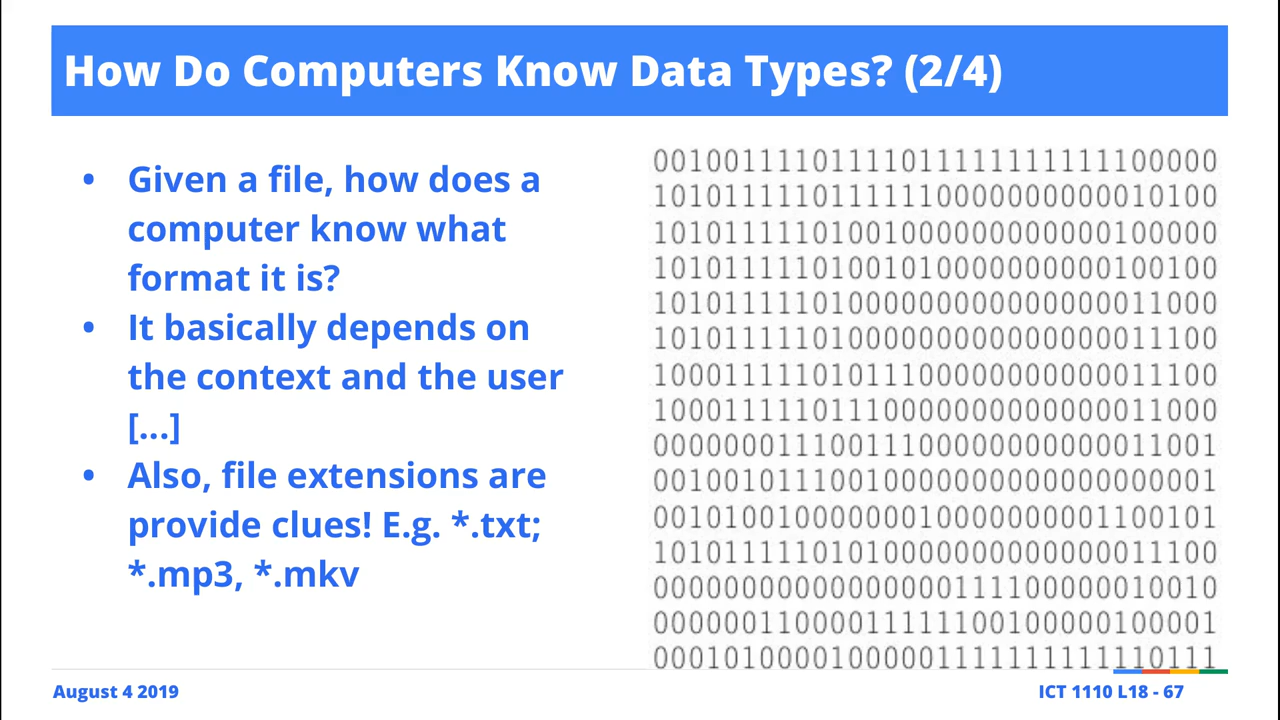 How Do Computers Know Data Types? (2/4)
• Given a file, how does a
computer know what
format it is?
• It basically depends on
the context and the user
[...]
• Also, file extensions are
provide clues! E.g. *.txt;
*.mp3, *.mkv
00100111101111011111111111100000
10101111101111110000000000010100
10101111101001000000000000100000
10101111101001010000000000100100
10101111101000000000000000011000
10101111101000000000000000011100
10001111101011100000000000011100
10001111101110000000000000011000
00000001110011100000000000011001
00100101110010000000000000000001
00101001000000010000000001100101
10101111101010000000000000011100
00000000000000000111100000010010
00000011000011111100100000100001
00010100001000001111111111110111
August 4 2019
ICT 1110 L18 - 67